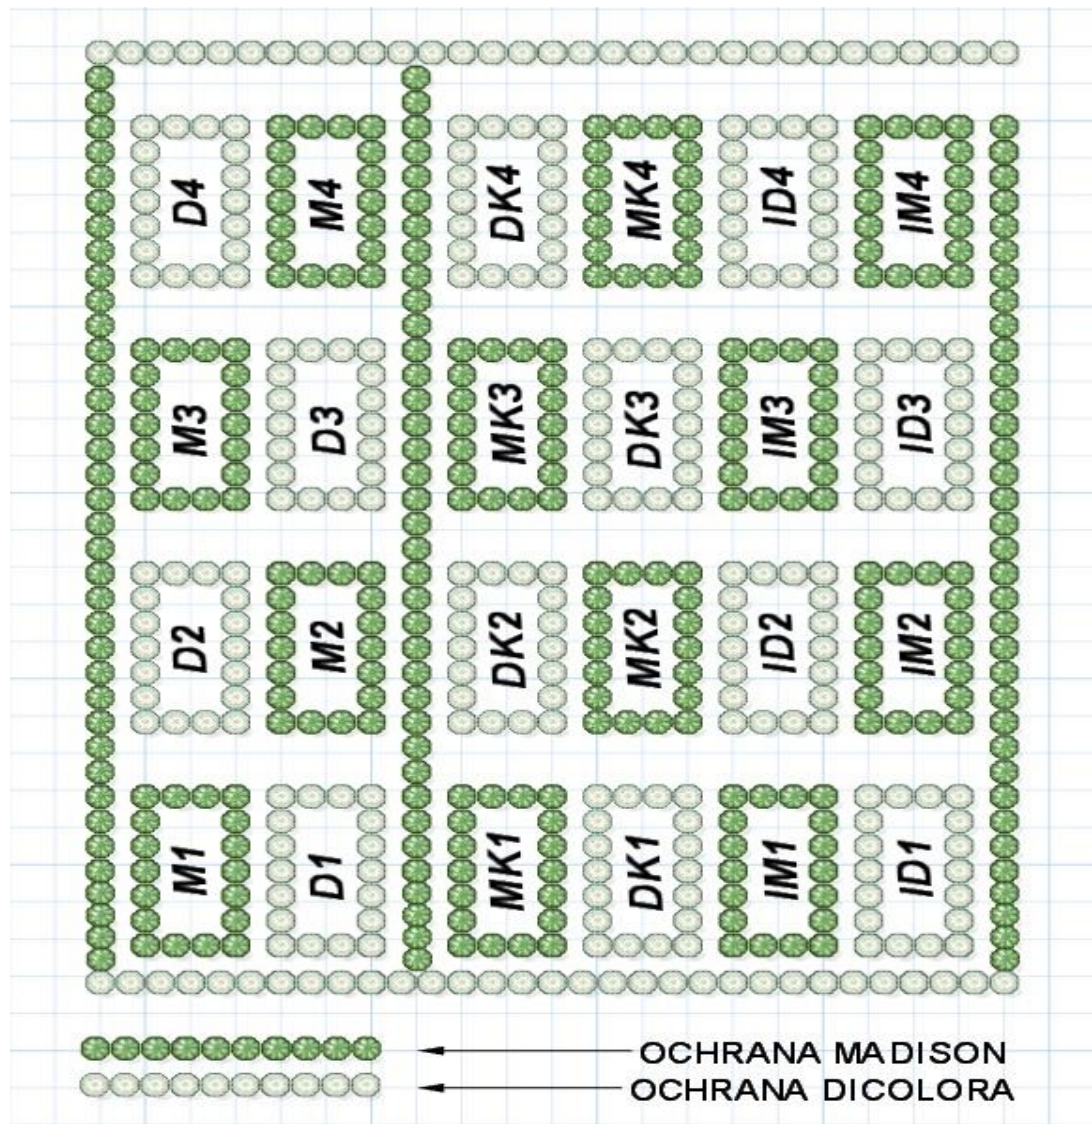 D4 M4 DK4 MK4 ID4 IM4
M3 D3 MK3 DK3 IM3 ID3
D2 M2 DK2 MK2 ID2 IM2
M1 D1 MK1 DK1 IM1 ID1
OCHRANA MADISON
OCHRANA DICOLORA